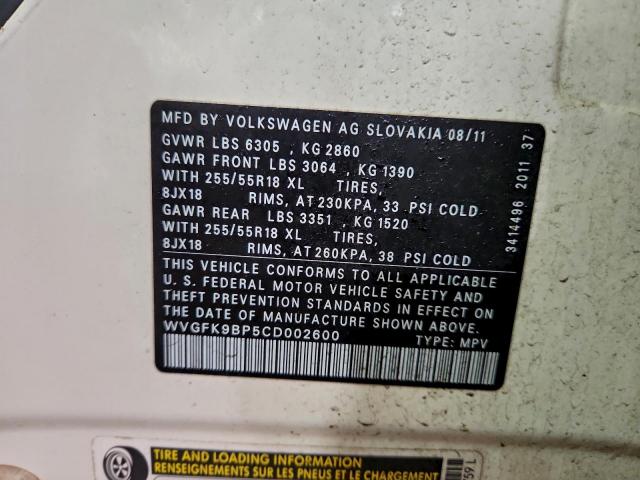 MFD BY VOLKSWAGEN AG SLOVAKIA 08/11
GVWR LBS 6305 , KG 2860
GAWR FRONT LBS 3064 , KG 1390
WITH 255/55R18 XL TIRES,
8JX18 RIMS, AT 230KPA, 33 PSI COLD
GAWR REAR LBS 3351 , KG 1520
WITH 255/55R18 XL TIRES,
8JX18 RIMS, AT 260KPA, 38 PSI COLD
THIS VEHICLE CONFORMS TO ALL APPLICABLE
U. S. FEDERAL MOTOR VEHICLE SAFETY AND
THEFT PREVENTION STANDARDS IN EFFECT ON
THE DATE OF MANUFACTURE SHOWN ABOVE.
WVGFK9BP5CD002600 TYPE: MPV
3414496 2011 37
TIRE AND LOADING INFORMATION
RENSEIGNEMENTS SUR LES PNEUS ET LE CHARGEMENT